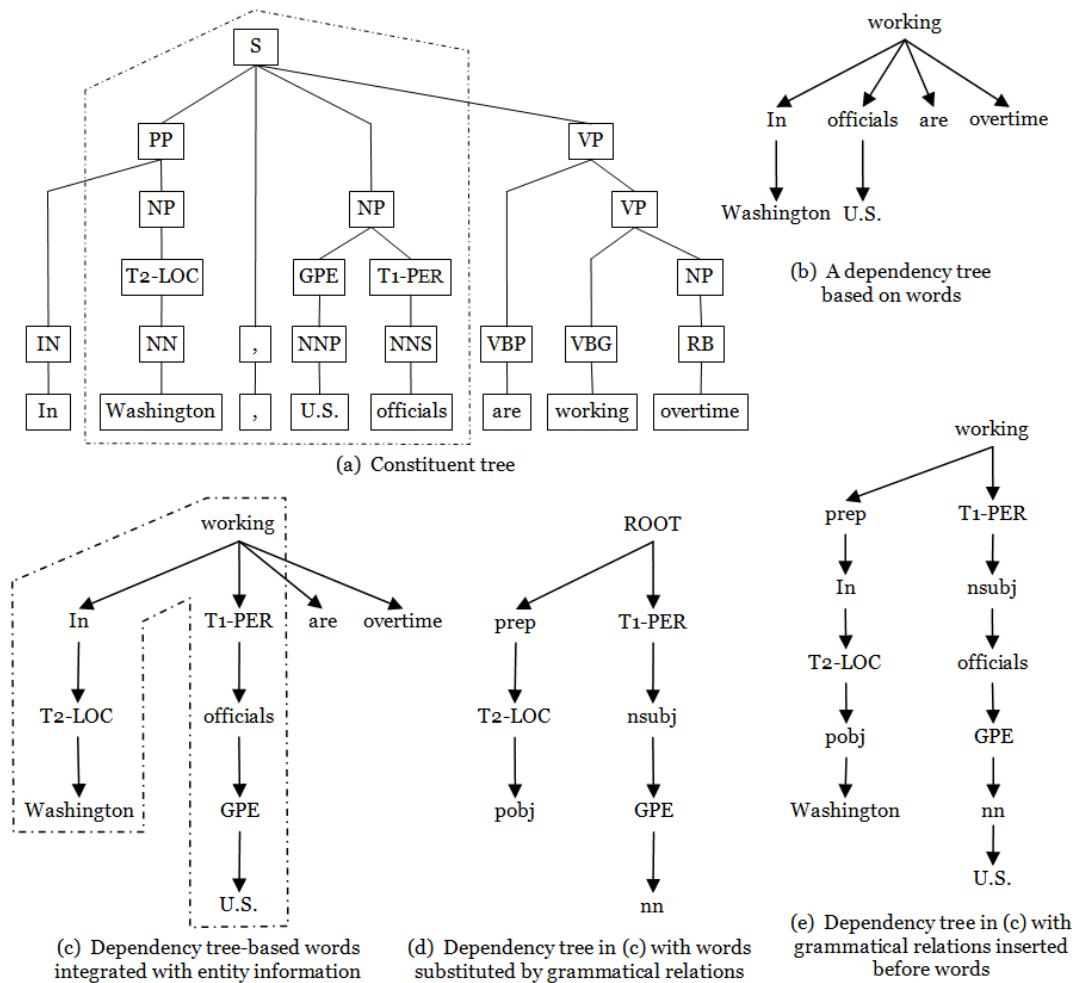 S
working
PP
VP
In officials are overtime
NP
NP
VP
Washington U.S.
T2-LOC
GPE
T1-PER
NP
(b) A dependency tree
based on words
IN
NN
,
NNP
NNS
VBP
VBG
RB
In
Washington
,
U.S.
officials
are
working
overtime
(a) Constituent tree
working
In
T1-PER
are
overtime
T2-LOC
officials
Washington
GPE
U.S.
(c) Dependency tree-based words
integrated with entity information
ROOT
prep
T1-PER
T2-LOC
nsubj
pobj
GPE
nn
(d) Dependency tree in (c) with words
substituted by grammatical relations
working
prep
T1-PER
In
nsubj
T2-LOC
officials
pobj
GPE
Washington
nn
U.S.
(e) Dependency tree in (c) with
grammatical relations inserted
before words